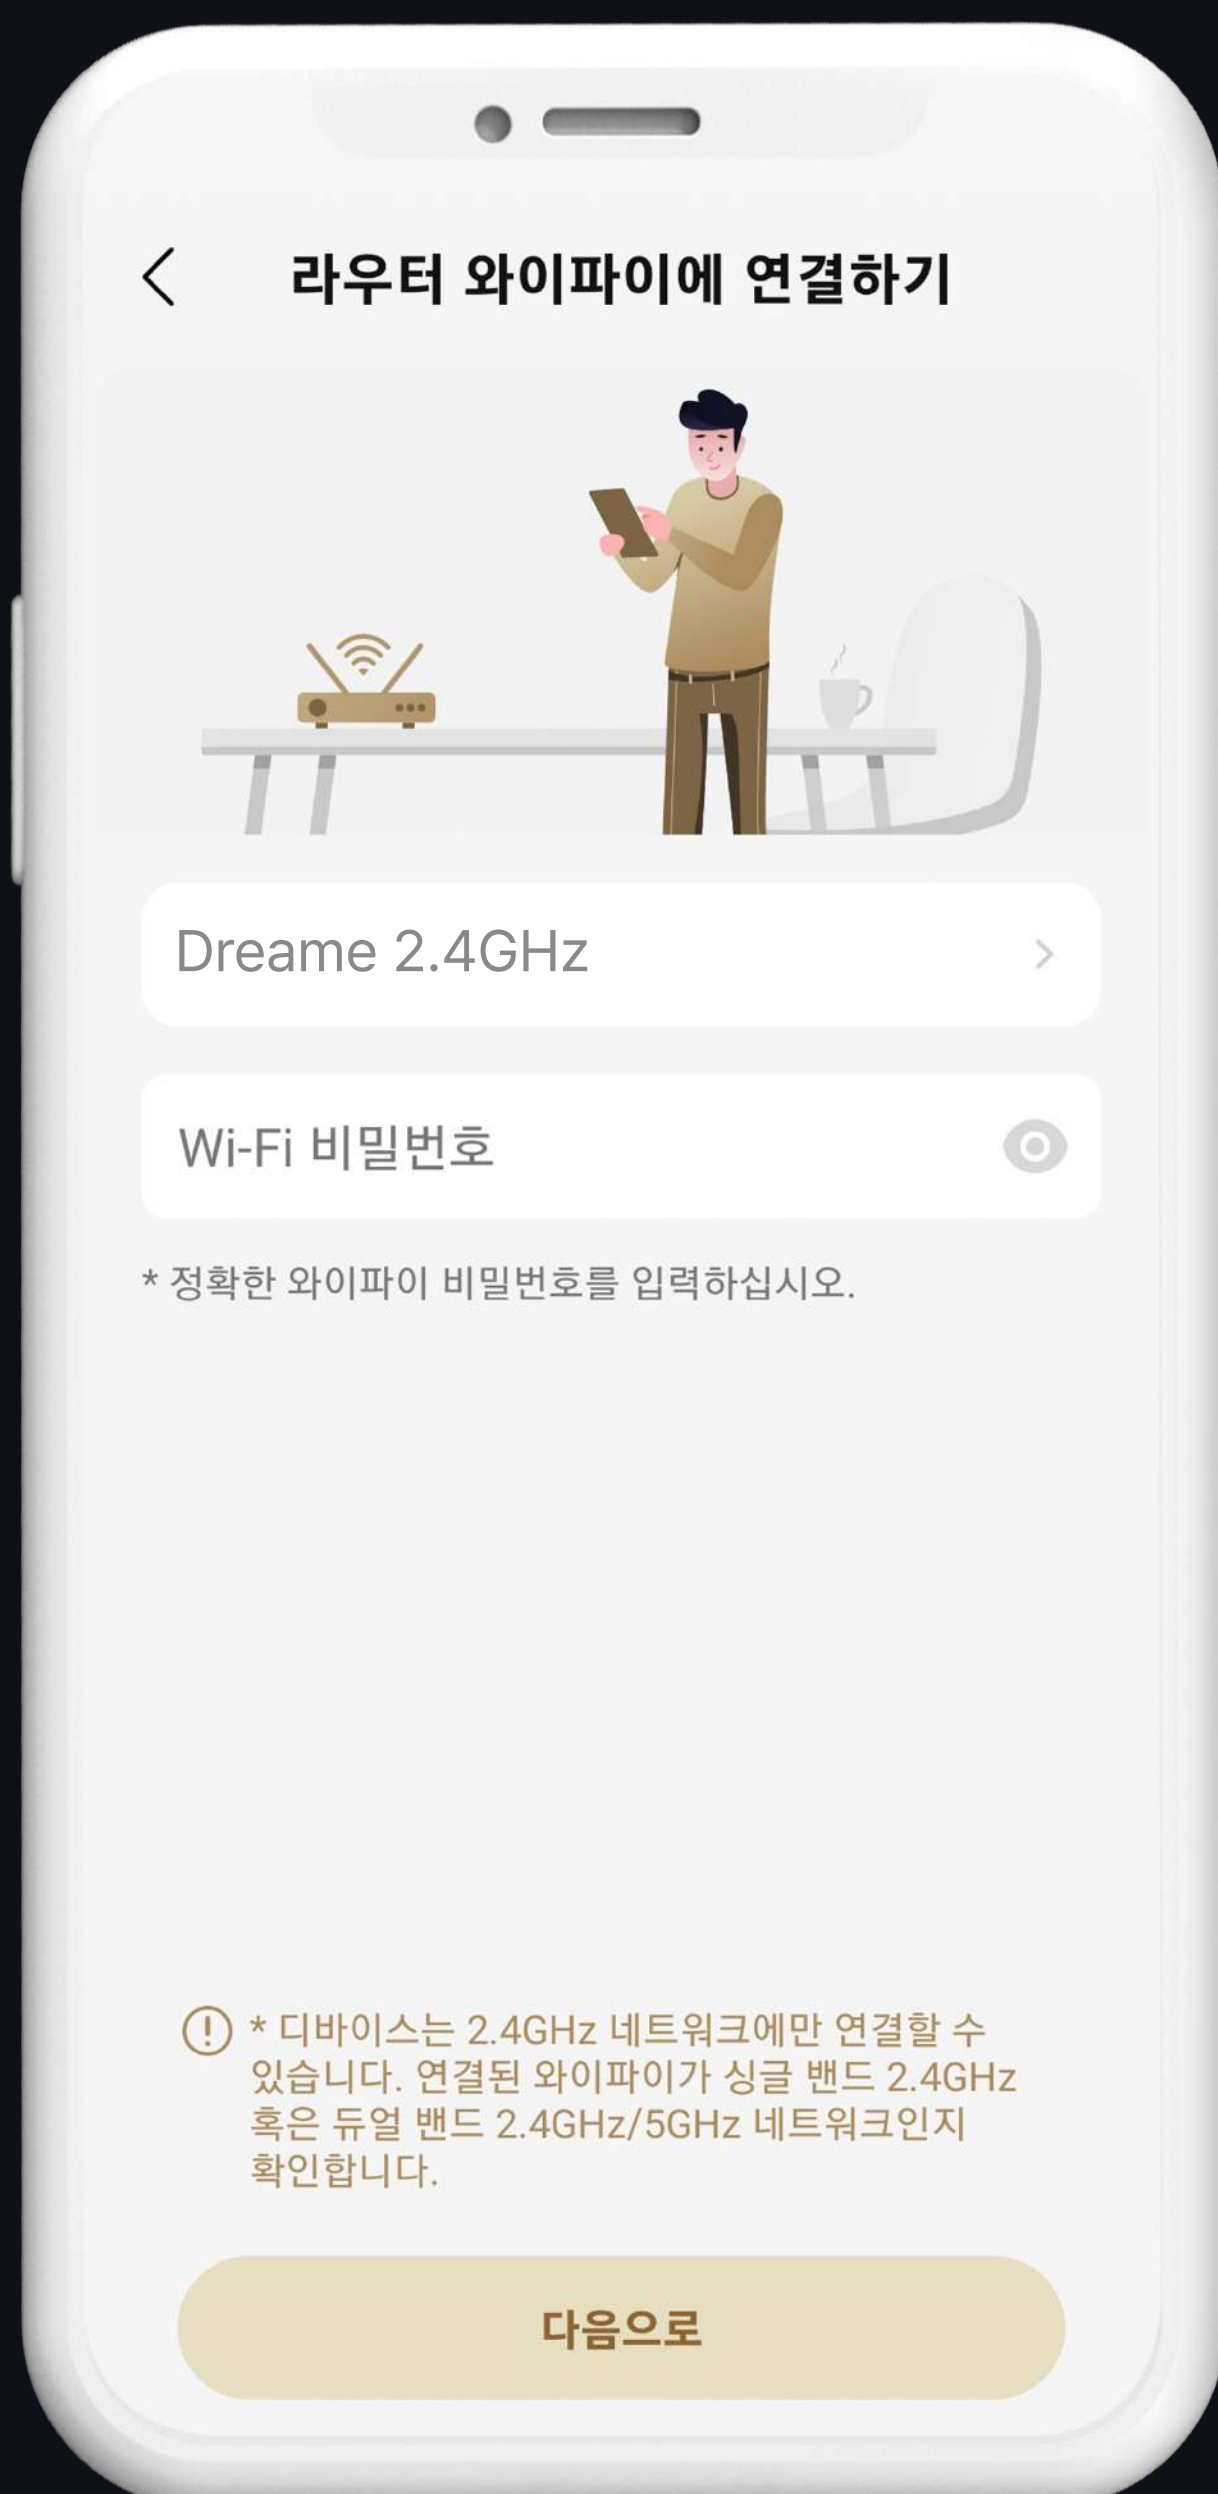 라우터 와이파이에 연결하기
Dreame 2.4GHz
Wi-Fi 비밀번호
* 정확한 와이파이 비밀번호를 입력하십시오.
* 디바이스는 2.4GHz 네트워크에만 연결할 수
있습니다. 연결된 와이파이가 싱글 밴드 2.4GHz
혹은 듀얼 밴드 2.4GHz/5GHz 네트워크인지
확인합니다.
다음으로